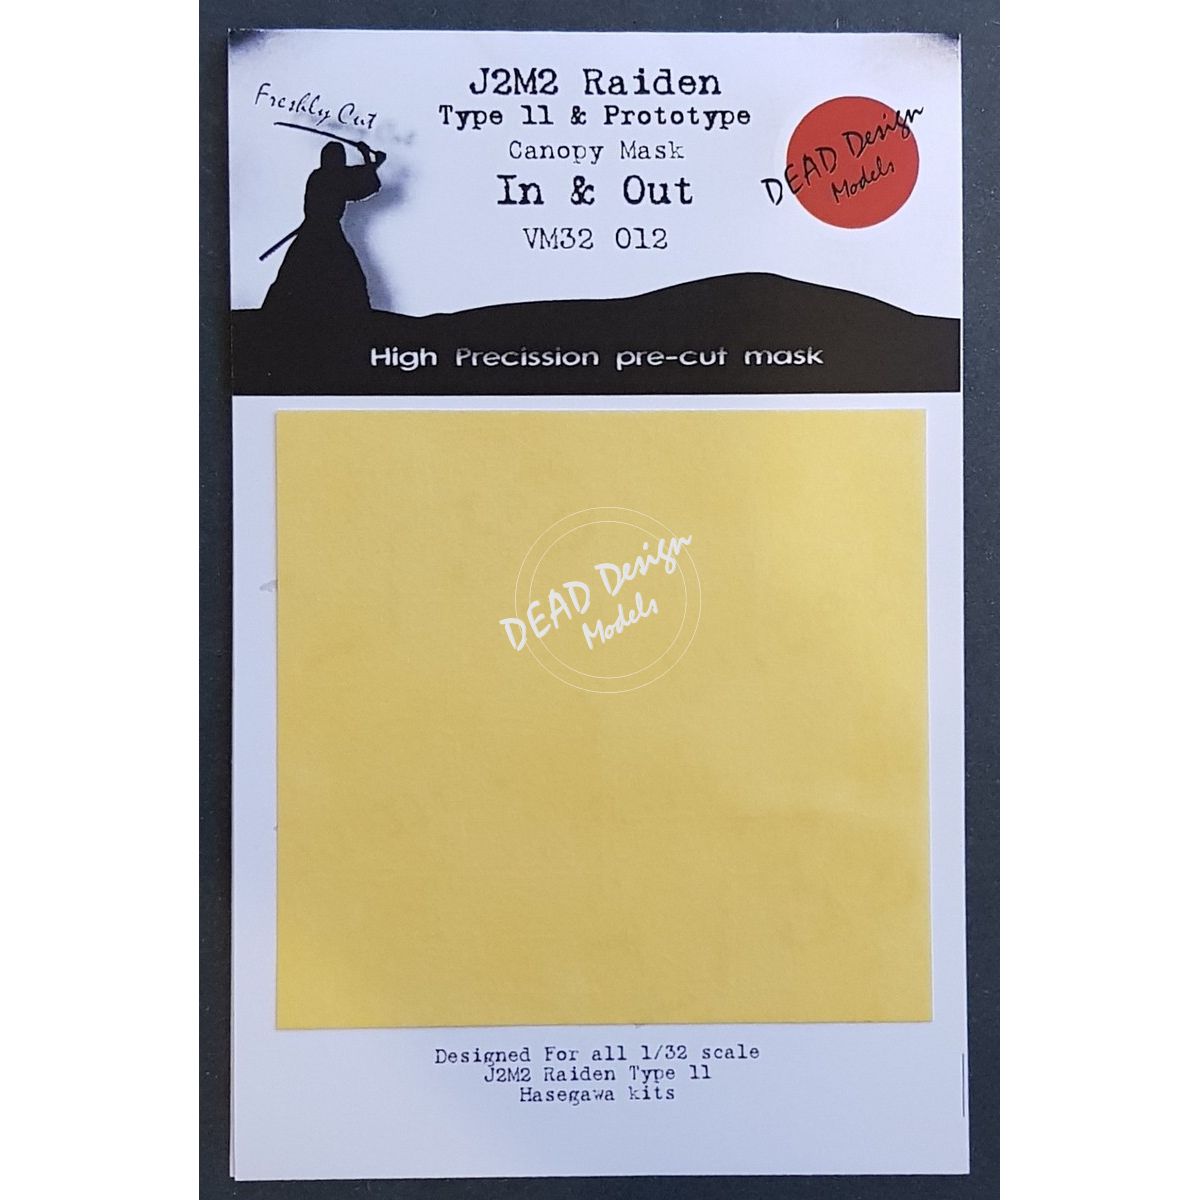 J2M2 Raiden
Type 11 & Prototype
Canopy Mask
In & Out
VM32 012
Freshly Cut
DEAD Design
Models
High Precission pre-cut mask
DEAD Design
Models
Designed For all 1/32 scale
J2M2 Raiden Type 11
Hasegawa kits